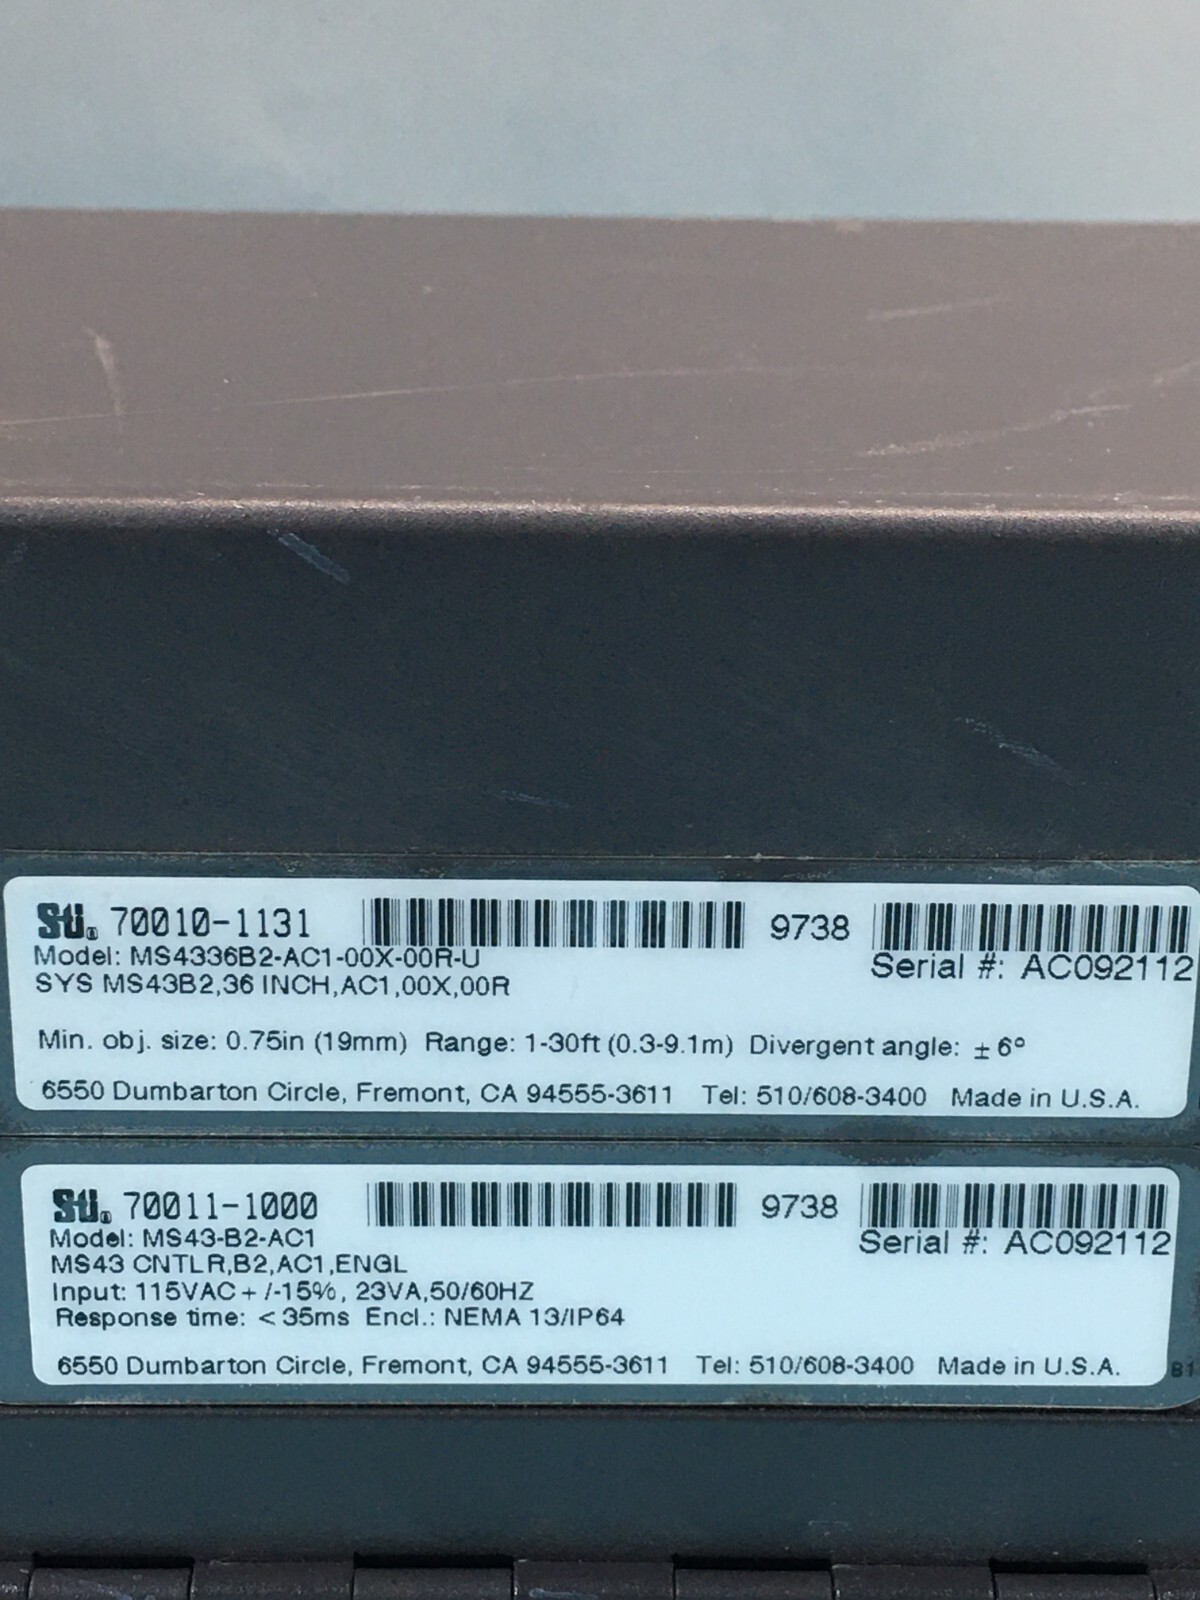 STI® 70010-1131 9738
Model: MS4336B2-AC1-00X-00R-U Serial #: AC092112
SYS MS43B2,36 INCH,AC1,00X,00R
Min. obj. size: 0.75in (19mm) Range: 1-30ft (0.3-9.1m) Divergent angle: ± 6º
6550 Dumbarton Circle, Fremont, CA 94555-3611 Tel: 510/608-3400 Made in U.S.A.
STI® 70011-1000 9738
Model: MS43-B2-AC1 Serial #: AC092112
MS43 CNTLR,B2,AC1,ENGL
Input: 115VAC+/-15%, 23VA,50/60HZ
Response time: <35ms Encl.: NEMA 13/IP64
6550 Dumbarton Circle, Fremont, CA 94555-3611 Tel: 510/608-3400 Made in U.S.A.